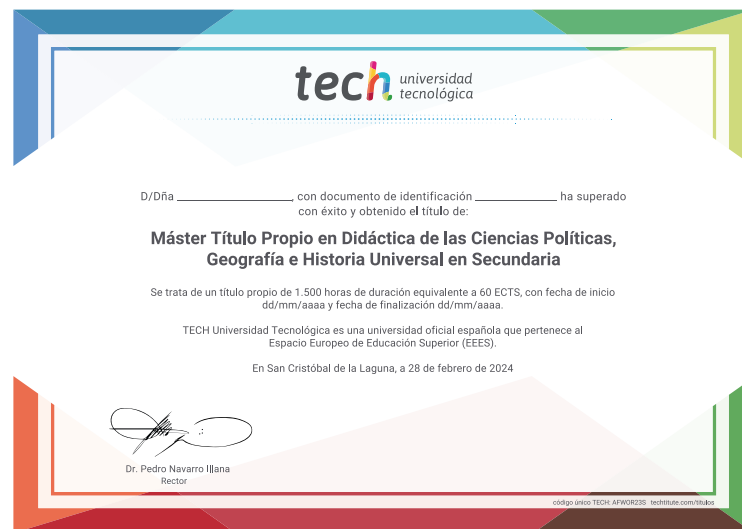 tech universidad
tecnológica
D/Dña ________________, con documento de identificación ____________ ha superado
con éxito y obtenido el título de:
Máster Título Propio en Didáctica de las Ciencias Políticas,
Geografía e Historia Universal en Secundaria
Se trata de un título propio de 1.500 horas de duración equivalente a 60 ECTS, con fecha de inicio
dd/mm/aaaa y fecha de finalización dd/mm/aaaa.
TECH Universidad Tecnológica es una universidad oficial española que pertenece al
Espacio Europeo de Educación Superior (EEES).
En San Cristóbal de la Laguna, a 28 de febrero de 2024
Dr. Pedro Navarro Illana
Rector
código único TECH: AFWOR23S techtitute.com/titulos